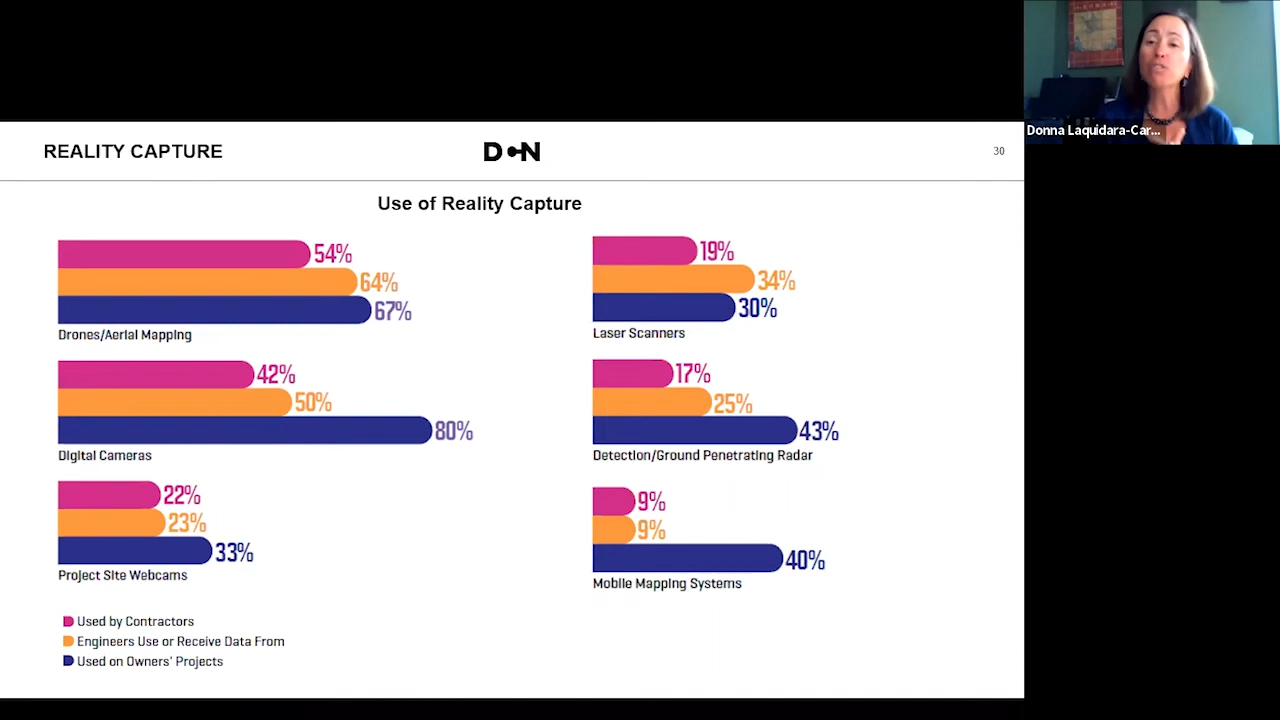 REALITY CAPTURE
30
Use of Reality Capture
54%
64%
67%
Drones/Aerial Mapping
42%
50%
80%
Digital Cameras
22%
23%
33%
Project Site Webcams
19%
34%
30%
Laser Scanners
17%
25%
43%
Detection/Ground Penetrating Radar
9%
9%
40%
Mobile Mapping Systems
Used by Contractors
Engineers Use or Receive Data From
Used on Owners' Projects
Donna Laquidara-Car...